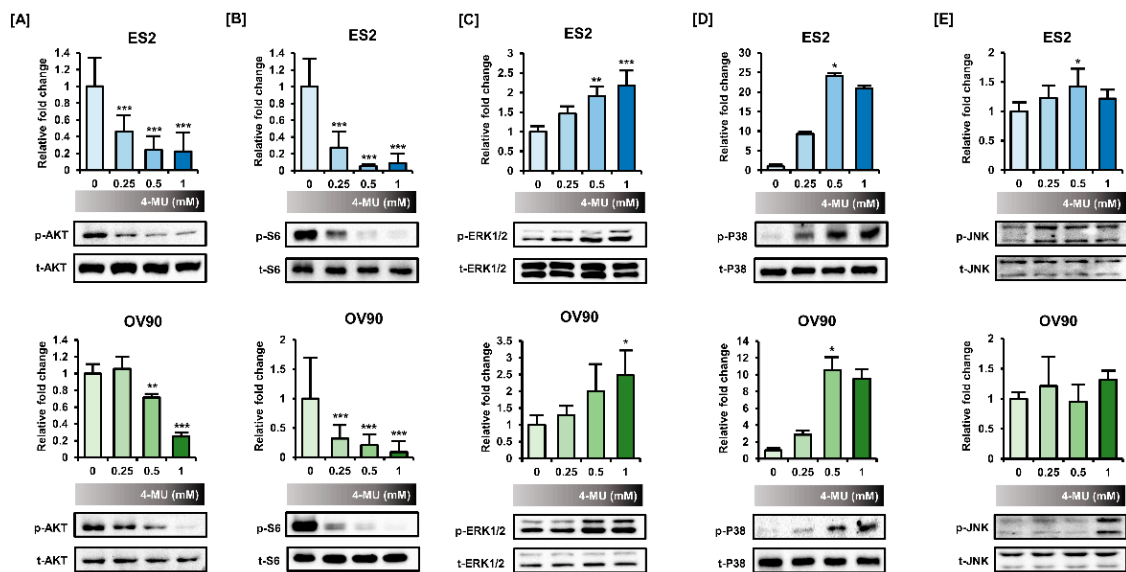 [A]
ES2
Relative fold change
1.4
1.2
1
0.8
0.6
0.4
0.2
0
***
***
***
0 0.25 0.5 1
4-MU (mM)
p-AKT
t-AKT
OV90
Relative fold change
1.4
1.2
1
0.8
0.6
0.4
0.2
0
**
***
0 0.25 0.5 1
4-MU (mM)
p-AKT
t-AKT
[B]
ES2
Relative fold change
1.4
1.2
1
0.8
0.6
0.4
0.2
0
***
***
***
0 0.25 0.5 1
4-MU (mM)
p-S6
t-S6
OV90
Relative fold change
2
1.5
1
0.5
0
***
***
***
0 0.25 0.5 1
4-MU (mM)
p-S6
t-S6
[C]
ES2
Relative fold change
3
2.5
2
1.5
1
0.5
0
**
***
0 0.25 0.5 1
4-MU (mM)
p-ERK1/2
t-ERK1/2
OV90
Relative fold change
3.5
3
2.5
2
1.5
1
0.5
0
*
0 0.25 0.5 1
4-MU (mM)
p-ERK1/2
t-ERK1/2
[D]
ES2
Relative fold change
30
25
20
15
38
5
0
*
0 0.25 0.5 1
4-MU (mM)
p-P38
t-P38
OV90
Relative fold change
12
10
8
6
4
2
0
*
0 0.25 0.5 1
4-MU (mM)
p-P38
t-P38
[E]
ES2
Relative fold change
2
1.5
1
0.5
0
*
0 0.25 0.5 1
4-MU (mM)
p-JNK
t-JNK
OV90
Relative fold change
2
1.5
1
0.5
0
0 0.25 0.5 1
4-MU (mM)
p-JNK
t-JNK